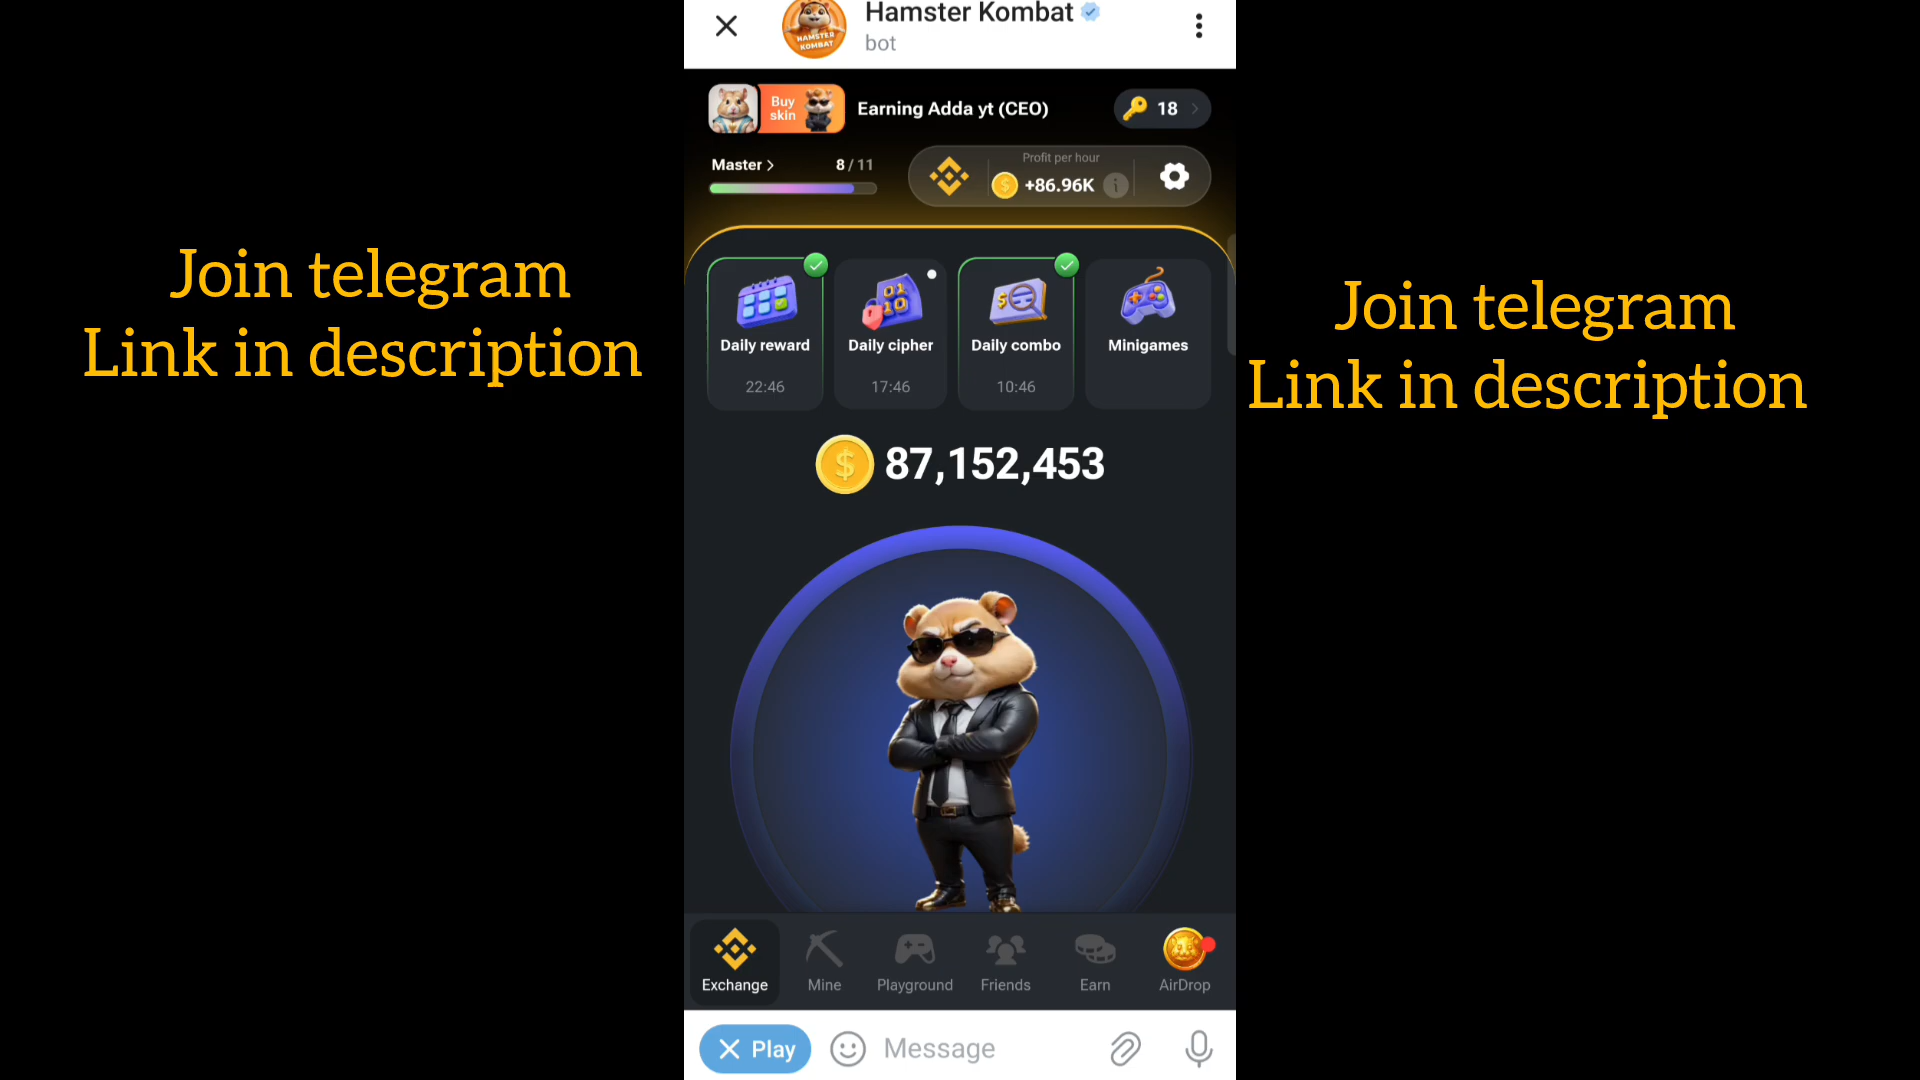 Hamster Kombat
bot
HAMSTER
KOMBAT
Buy
skin
Earning Adda yt (CEO)
18
Master
8 / 11
Profit per hour
+86.96K
Join telegram
Link in description
Daily reward
22:46
Daily cipher
17:46
Daily combo
10:46
Minigames
Join telegram
Link in description
87,152,453
Exchange
Mine
Playground
Friends
Earn
AirDrop
Play
Message